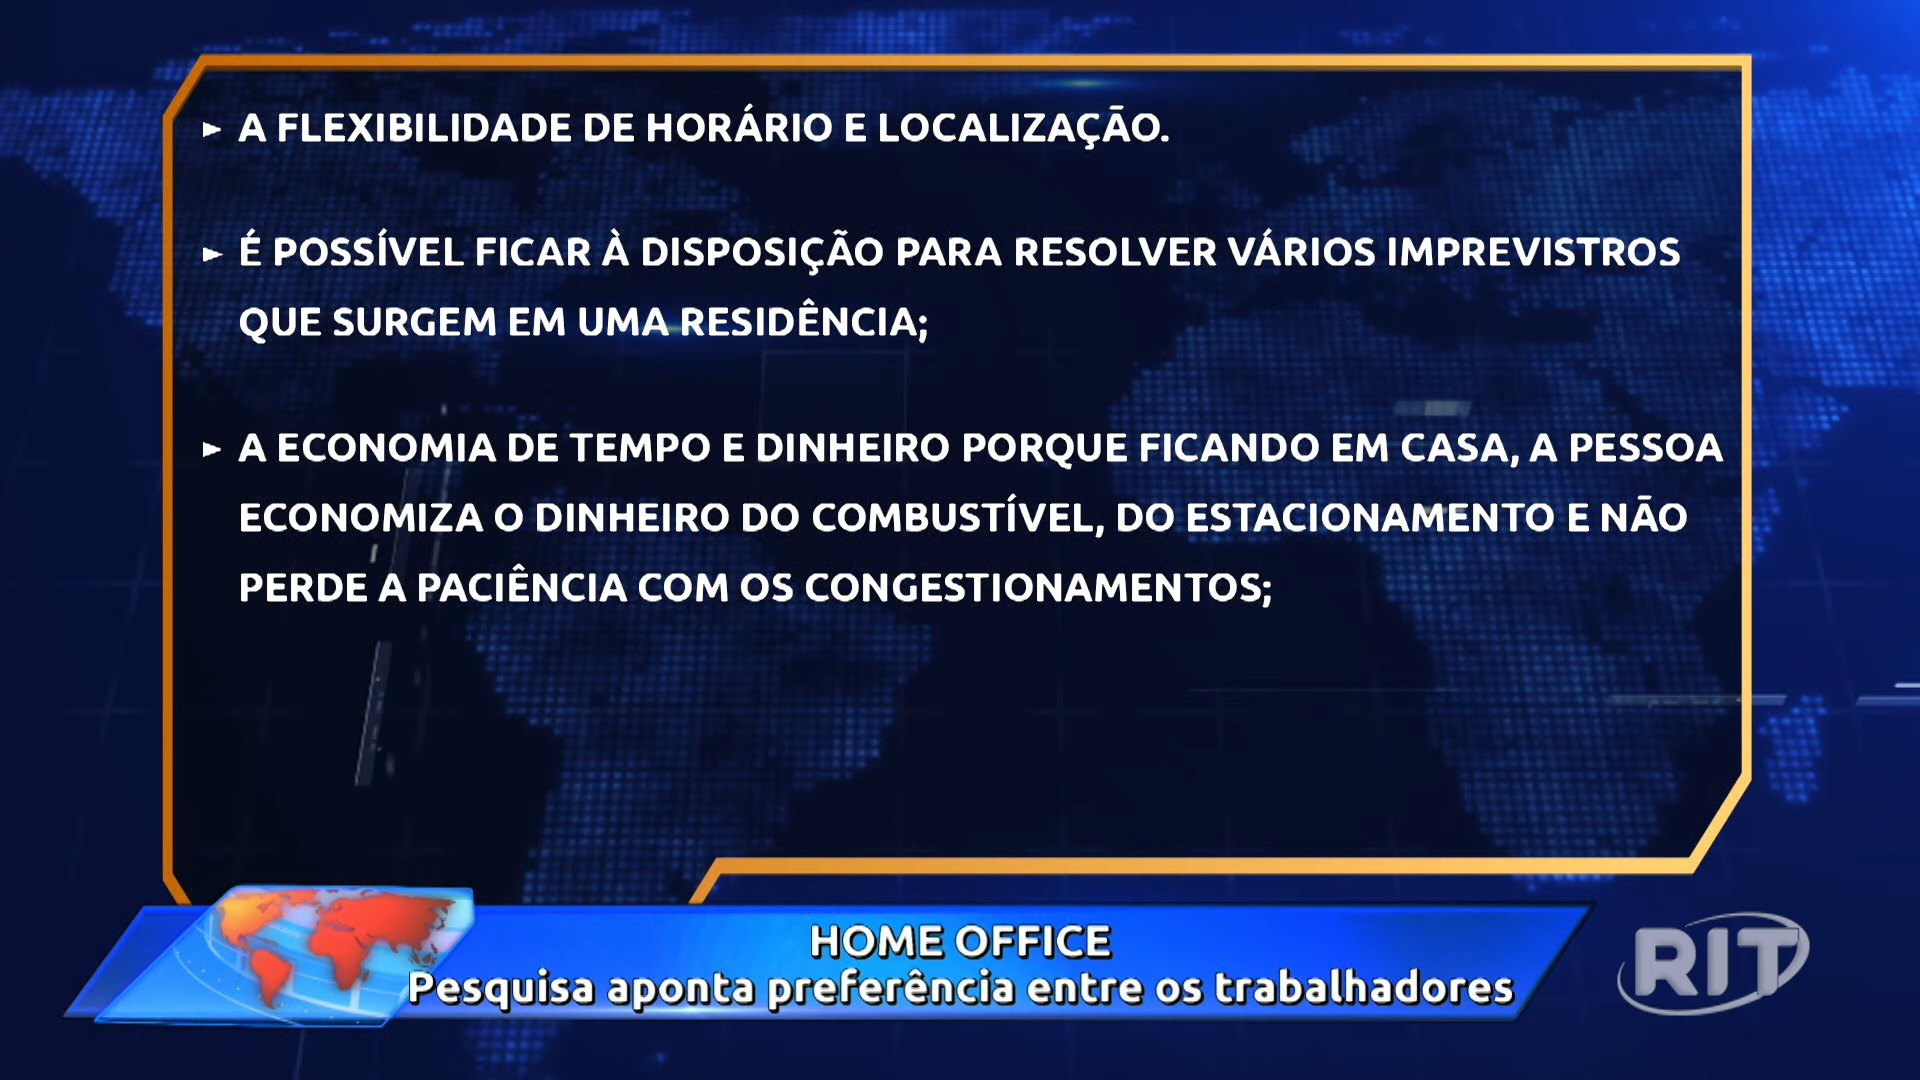 ► A FLEXIBILIDADE DE HORÁRIO E LOCALIZAÇÃO.
► É POSSÍVEL FICAR À DISPOSIÇÃO PARA RESOLVER VÁRIOS IMPREVISTROS
QUE SURGEM EM UMA RESIDÊNCIA;
► A ECONOMIA DE TEMPO E DINHEIRO PORQUE FICANDO EM CASA, A PESSOA
ECONOMIZA O DINHEIRO DO COMBUSTÍVEL, DO ESTACIONAMENTO E NÃO
PERDE A PACIÊNCIA COM OS CONGESTIONAMENTOS;
HOME OFFICE
Pesquisa aponta preferência entre os trabalhadores
RIT